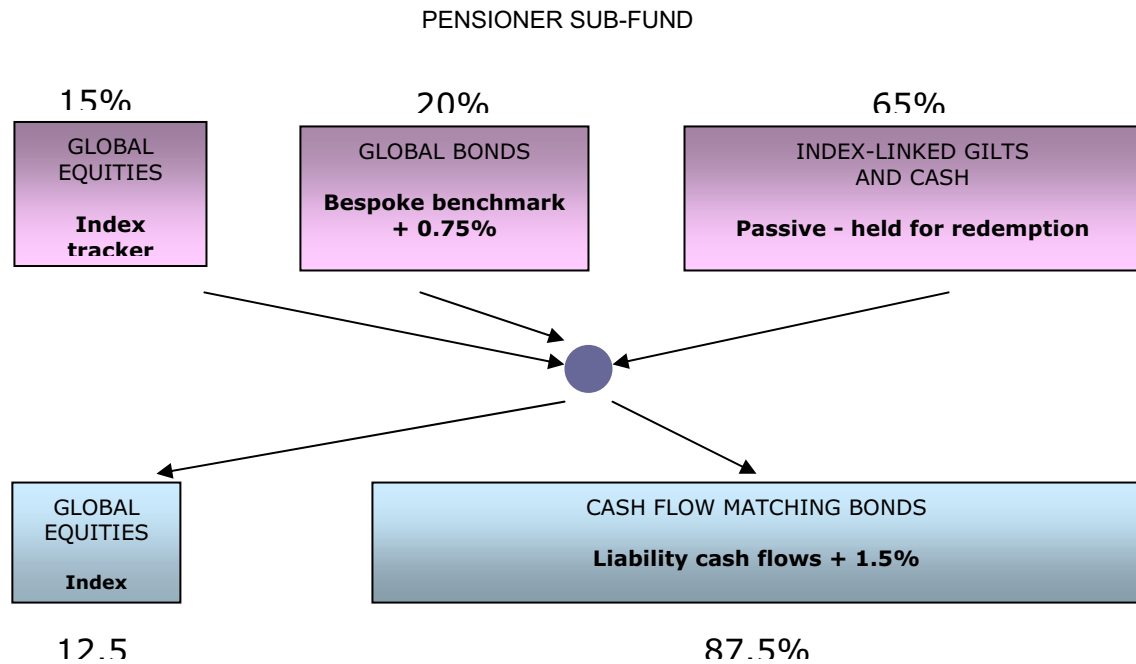 PENSIONER SUB-FUND
15%
20%
65%
GLOBAL
EQUITIES
Index
tracker
GLOBAL BONDS
Bespoke benchmark
+ 0.75%
INDEX-LINKED GILTS
AND CASH
Passive - held for redemption
GLOBAL
EQUITIES
Index
CASH FLOW MATCHING BONDS
Liability cash flows + 1.5%
12.5
87.5%